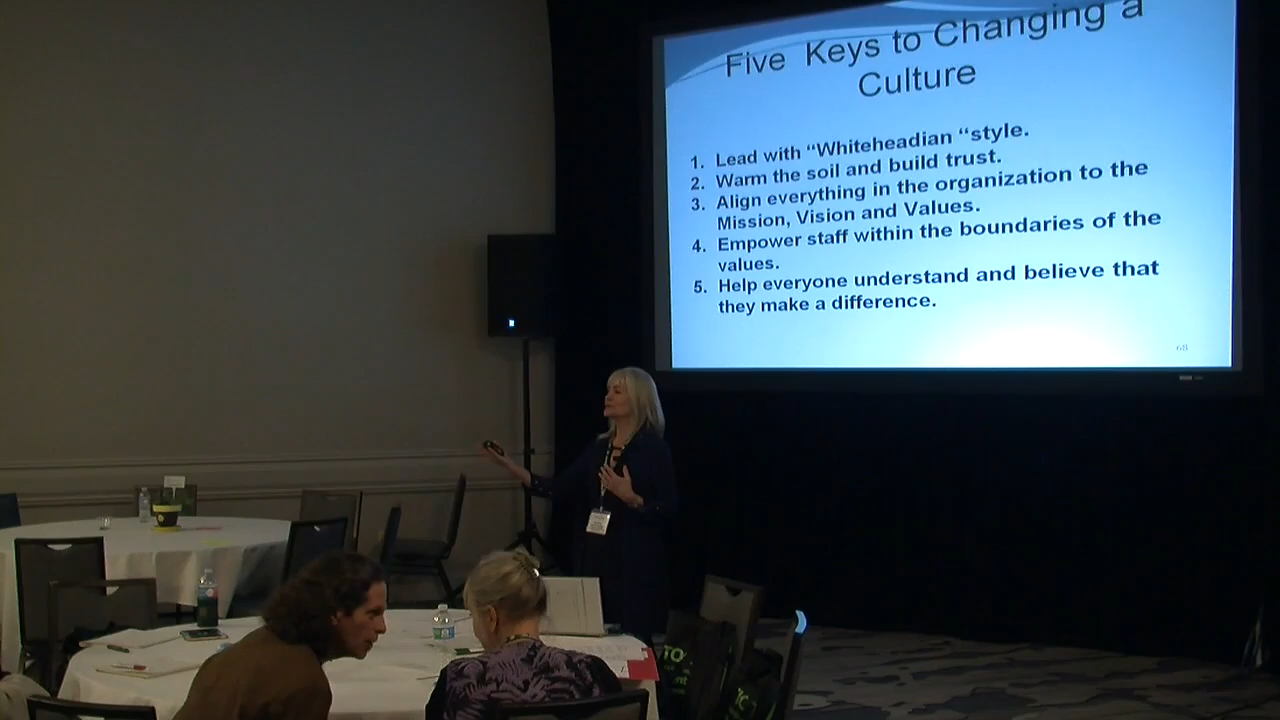 Five  Keys to Changing a
Culture
1. Lead with “Whiteheadian “style.
2. Warm the soil and build trust.
3. Align everything in the organization to the
Mission, Vision and Values.
4. Empower staff within the boundaries of the
values.
5. Help everyone understand and believe that
they make a difference.
68
TO